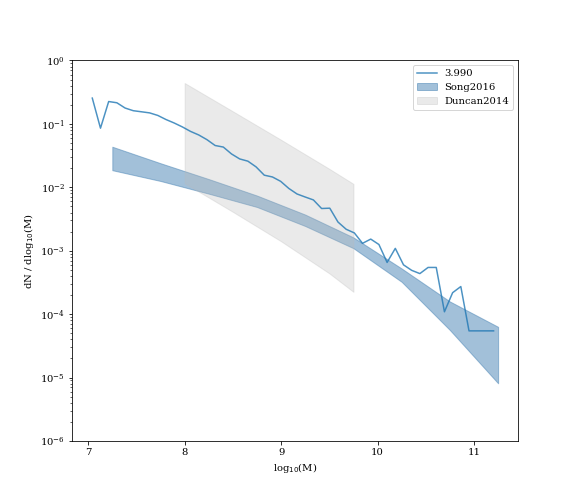 10⁰
10⁻¹
10⁻²
10⁻³
10⁻⁴
10⁻⁵
10⁻⁶
dN / dlog₁₀(M)
3.990
Song2016
Duncan2014
7 8 9 10 11
log₁₀(M)